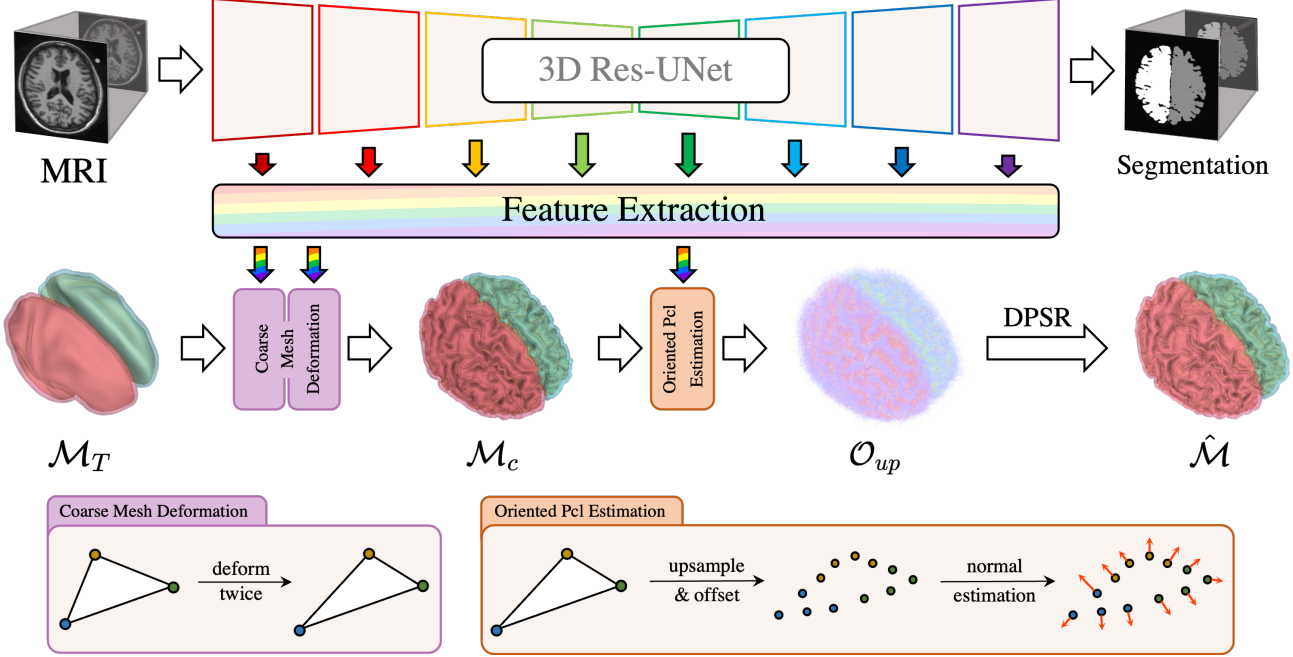 3D Res-UNet
MRI
Segmentation
Feature Extraction
Coarse
Mesh
Deformation
Oriented Pcl
Estimation
DPSR
ℳ_T
ℳ_c
𝒪_up
ℳ̂
Coarse Mesh Deformation
deform
twice
Oriented Pcl Estimation
upsample
& offset
normal
estimation